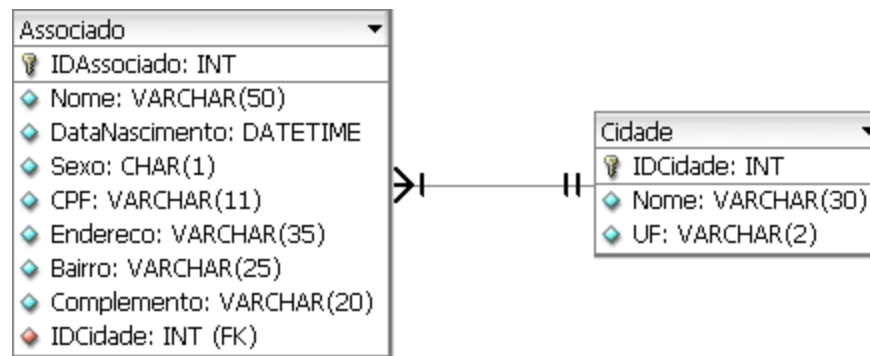 Associado
IDAssociado: INT
Nome: VARCHAR(50)
DataNascimento: DATETIME
Sexo: CHAR(1)
CPF: VARCHAR(11)
Endereco: VARCHAR(35)
Bairro: VARCHAR(25)
Complemento: VARCHAR(20)
IDCidade: INT (FK)
Cidade
IDCidade: INT
Nome: VARCHAR(30)
UF: VARCHAR(2)